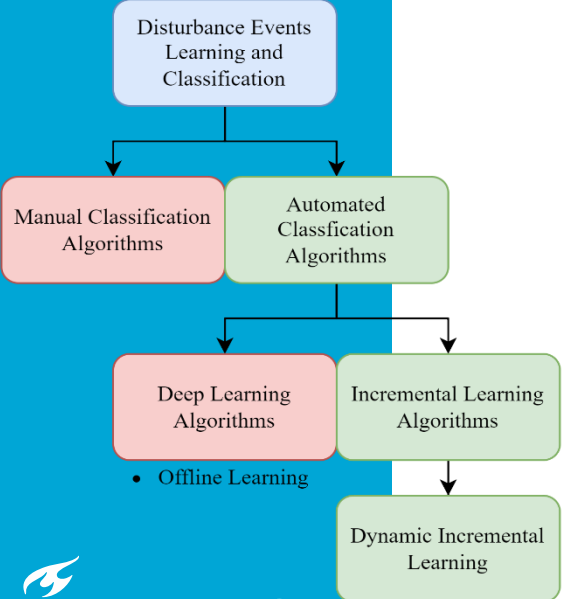 Disturbance Events
Learning and
Classification
Manual Classification
Algorithms
Automated
Classfication
Algorithms
Deep Learning
Algorithms
Incremental Learning
Algorithms
• Offline Learning
Dynamic Incremental
Learning